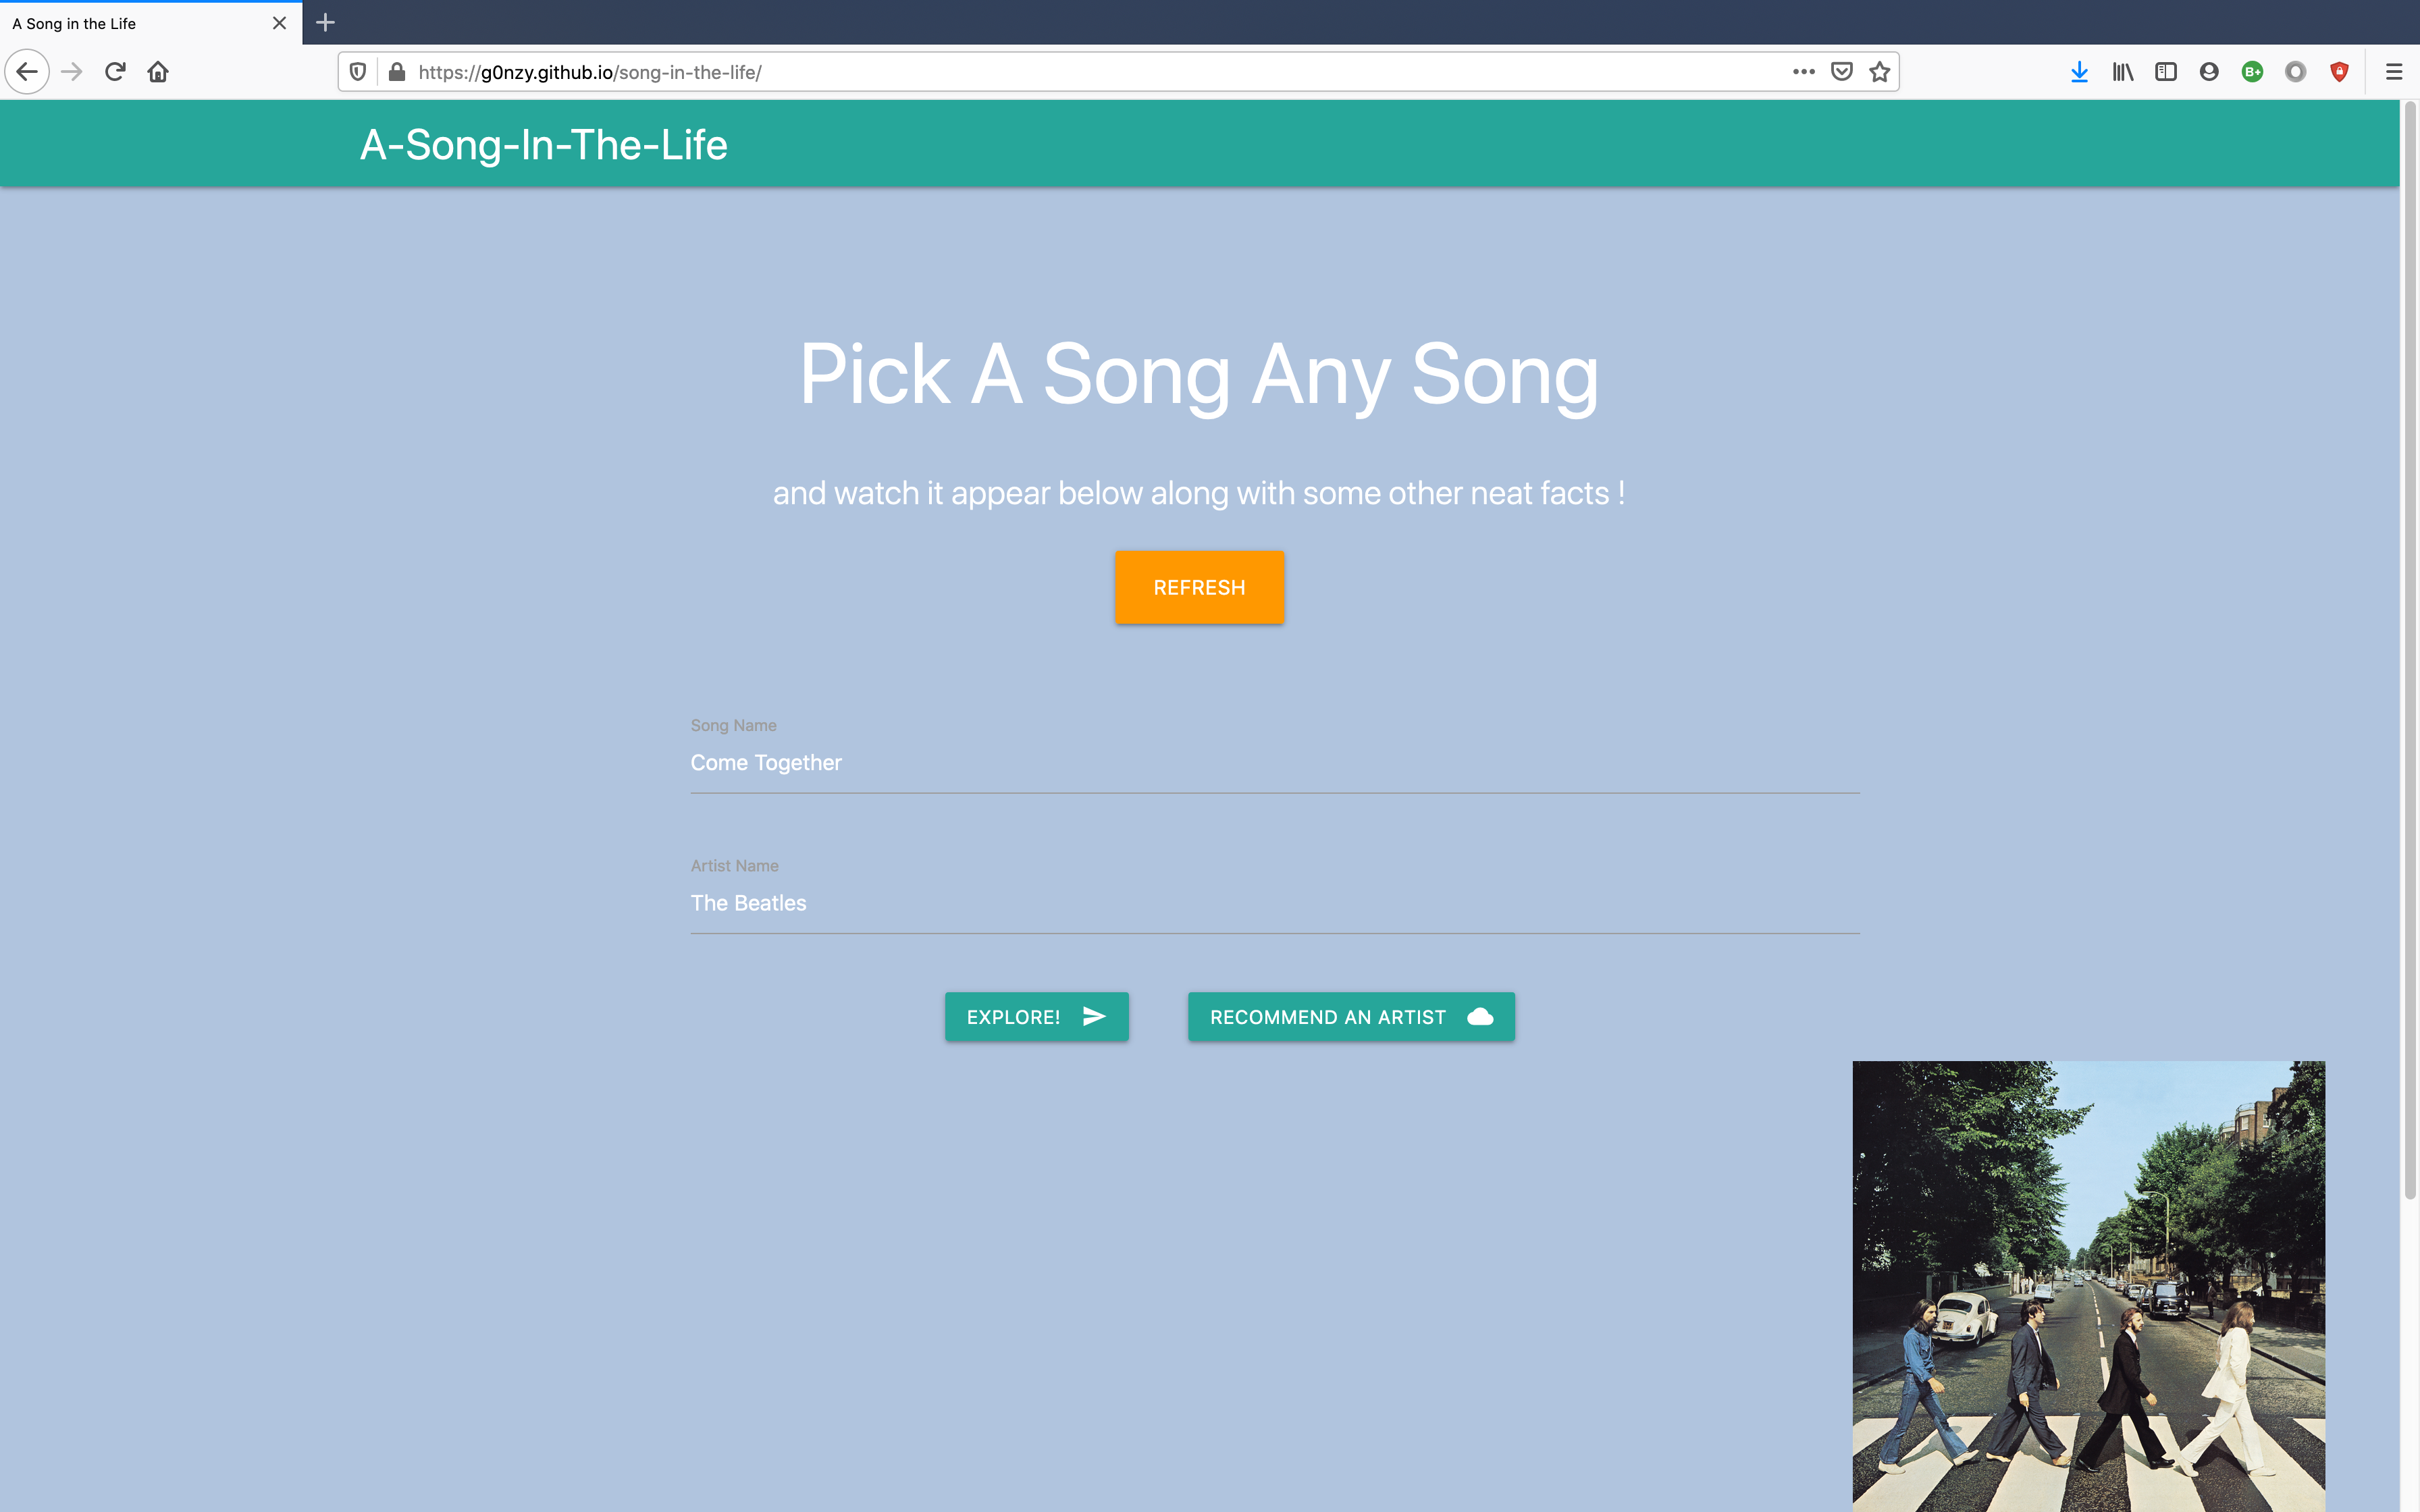 A Song in the Life
https://g0nzy.github.io/song-in-the-life/
B+
A-Song-In-The-Life
Pick A Song Any Song
and watch it appear below along with some other neat facts !
REFRESH
Song Name
Come Together
Artist Name
The Beatles
EXPLORE!
RECOMMEND AN ARTIST